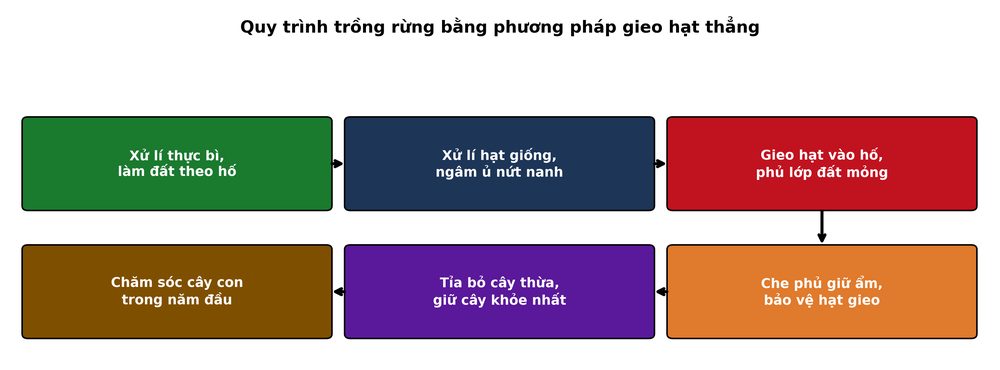 Quy trình trồng rừng bằng phương pháp gieo hạt thẳng
Xử lí thực bì,
làm đất theo hố
Xử lí hạt giống,
ngâm ủ nứt nanh
Gieo hạt vào hố,
phủ lớp đất mỏng
Che phủ giữ ẩm,
bảo vệ hạt gieo
Tỉa bỏ cây thừa,
giữ cây khỏe nhất
Chăm sóc cây con
trong năm đầu